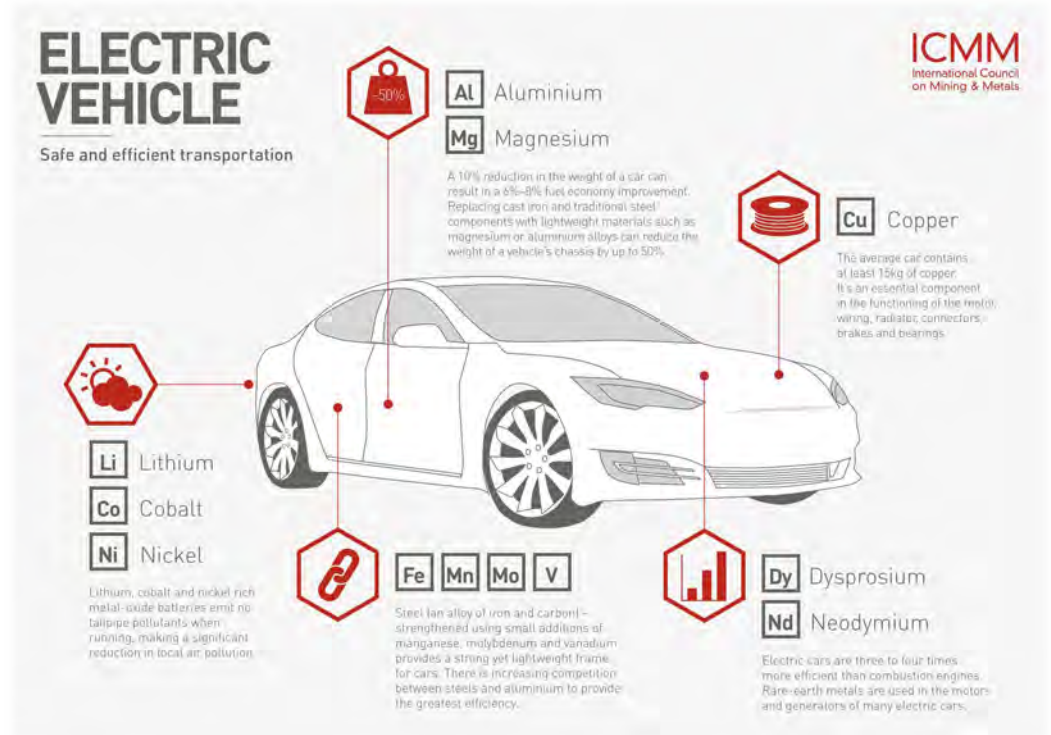 ELECTRIC
VEHICLE
Safe and efficient transportation
-50%
Al Aluminium
Mg Magnesium
A 10% reduction in the weight of a car can
result in a 6%–8% fuel economy improvement.
Replacing cast iron and traditional steel
components with lightweight materials such as
magnesium or aluminium alloys can reduce the
weight of a vehicle's chassis by up to 50%.
ICMM
International Council
on Mining & Metals
Cu Copper
The average car contains
at least 15kg of copper.
It's an essential component
in the functioning of the motor,
wiring, radiator, connectors,
brakes and bearings.
Li Lithium
Co Cobalt
Ni Nickel
Lithium, cobalt and nickel rich
metal-oxide batteries emit no
tailpipe pollutants when
running, making a significant
reduction in local air pollution.
Fe Mn Mo V
Steel (an alloy of iron and carbon) –
strengthened using small additions of
manganese, molybdenum and vanadium
provides a strong yet lightweight frame
for cars. There is increasing competition
between steels and aluminium to provide
the greatest efficiency.
Dy Dysprosium
Nd Neodymium
Electric cars are three to four times
more efficient than combustion engines.
Rare-earth metals are used in the motors
and generators of many electric cars.